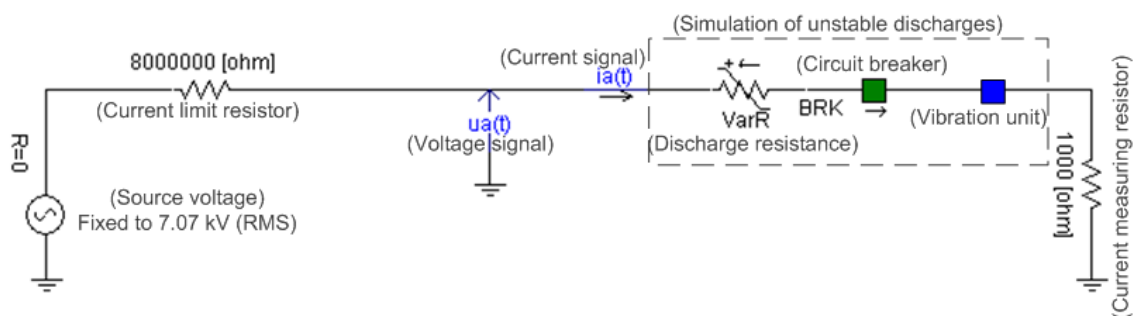 (Simulation of unstable discharges)
8000000 [ohm]
(Current signal)
ia(t)
(Circuit breaker)
+
(Current limit resistor)
ua(t)
VarR
BRK
(Vibration unit)
(Voltage signal)
(Discharge resistance)
R=0
(Source voltage)
Fixed to 7.07 kV (RMS)
1000 [ohm]
(Current measuring resistor)